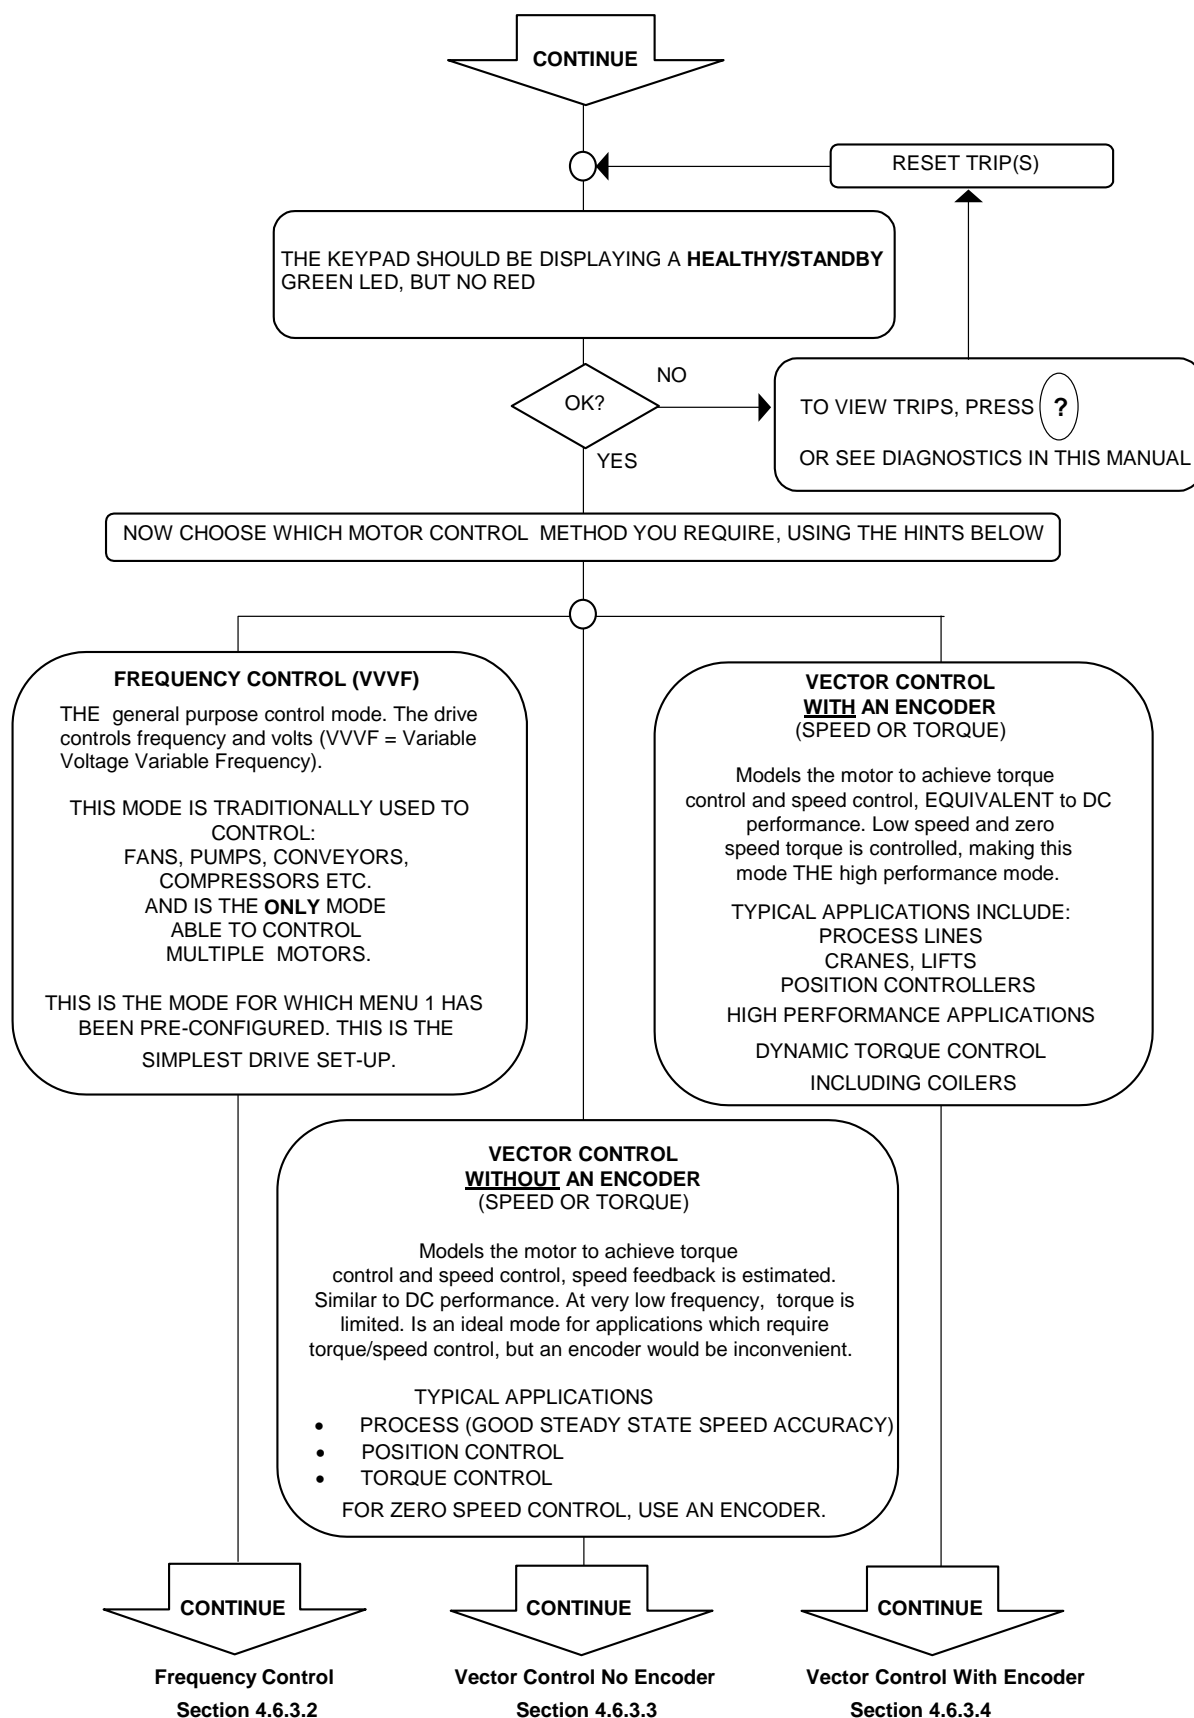 CONTINUE
RESET TRIP(S)
THE KEYPAD SHOULD BE DISPLAYING A HEALTHY/STANDBY
GREEN LED, BUT NO RED
OK?
NO
YES
TO VIEW TRIPS, PRESS ?
OR SEE DIAGNOSTICS IN THIS MANUAL
NOW CHOOSE WHICH MOTOR CONTROL METHOD YOU REQUIRE, USING THE HINTS BELOW
FREQUENCY CONTROL (VVVF)
THE general purpose control mode. The drive
controls frequency and volts (VVVF = Variable
Voltage Variable Frequency).
THIS MODE IS TRADITIONALLY USED TO
CONTROL:
FANS, PUMPS, CONVEYORS,
COMPRESSORS ETC.
AND IS THE ONLY MODE
ABLE TO CONTROL
MULTIPLE MOTORS.
THIS IS THE MODE FOR WHICH MENU 1 HAS
BEEN PRE-CONFIGURED. THIS IS THE
SIMPLEST DRIVE SET-UP.
VECTOR CONTROL
WITH AN ENCODER
(SPEED OR TORQUE)
Models the motor to achieve torque
control and speed control, EQUIVALENT to DC
performance. Low speed and zero
speed torque is controlled, making this
mode THE high performance mode.
TYPICAL APPLICATIONS INCLUDE:
PROCESS LINES
CRANES, LIFTS
POSITION CONTROLLERS
HIGH PERFORMANCE APPLICATIONS
DYNAMIC TORQUE CONTROL
INCLUDING COILERS
VECTOR CONTROL
WITHOUT AN ENCODER
(SPEED OR TORQUE)
Models the motor to achieve torque
control and speed control, speed feedback is estimated.
Similar to DC performance. At very low frequency, torque is
limited. Is an ideal mode for applications which require
torque/speed control, but an encoder would be inconvenient.
TYPICAL APPLICATIONS
• PROCESS (GOOD STEADY STATE SPEED ACCURACY)
• POSITION CONTROL
• TORQUE CONTROL
FOR ZERO SPEED CONTROL, USE AN ENCODER.
CONTINUE
CONTINUE
CONTINUE
Frequency Control
Section 4.6.3.2
Vector Control No Encoder
Section 4.6.3.3
Vector Control With Encoder
Section 4.6.3.4